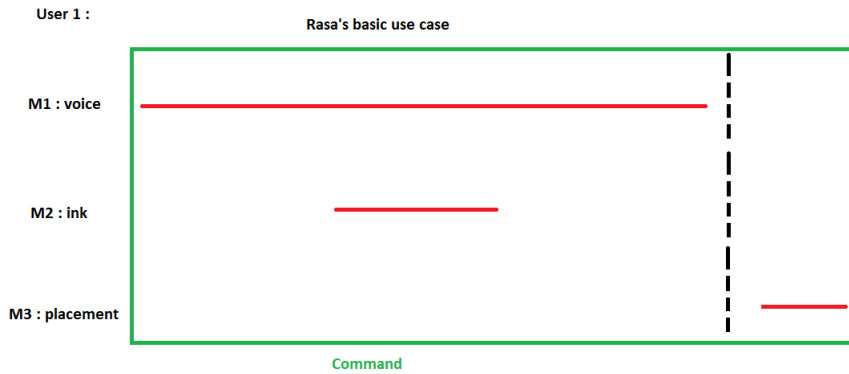 User 1 :
Rasa's basic use case
M1 : voice
M2 : ink
M3 : placement
Command